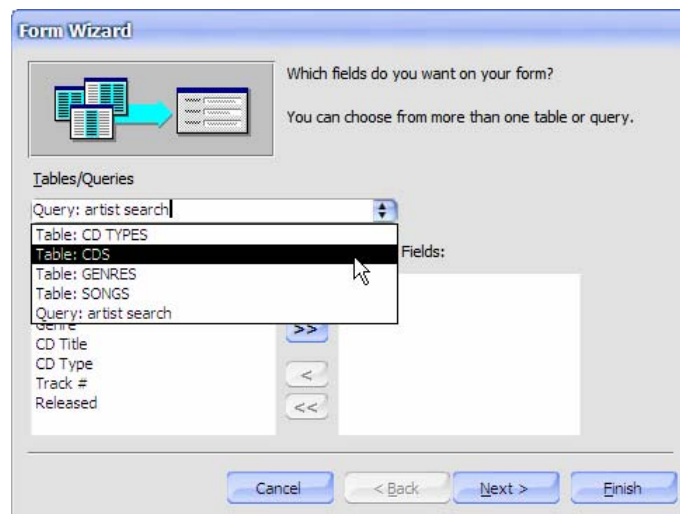 Form Wizard
Which fields do you want on your form?
You can choose from more than one table or query.
Tables/Queries
Query: artist search
Table: CD TYPES
Table: CDS
Table: GENRES
Table: SONGS
Query: artist search
Fields:
Genre
CD Title
CD Type
Track #
Released
>>
<
<<
Cancel
< Back
Next >
Finish